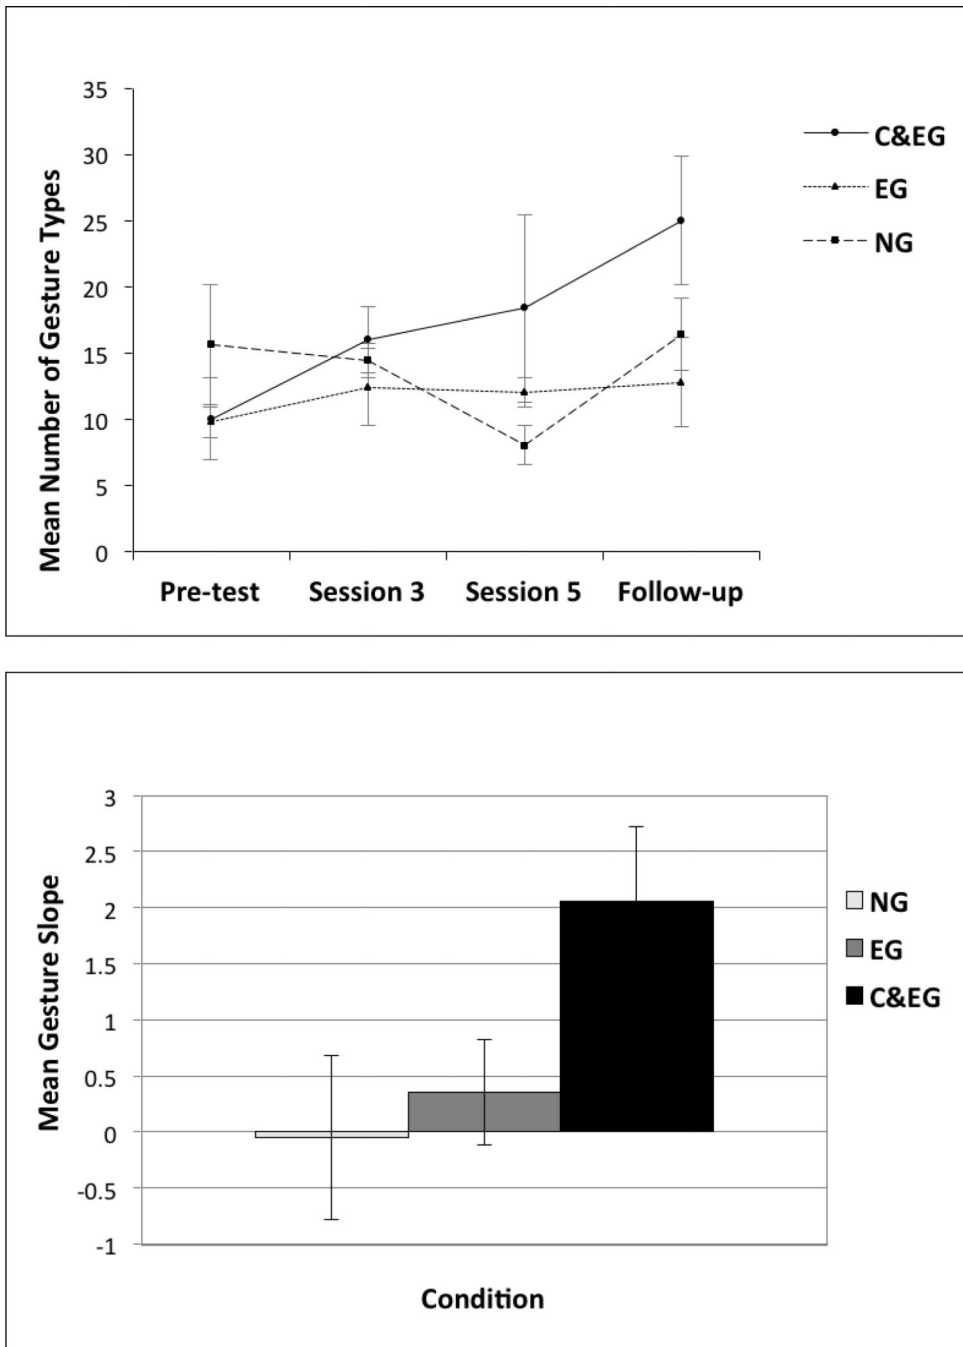 Mean Number of Gesture Types
35
30
25
20
15
10
5
0
Pre-test Session 3 Session 5 Follow-up
C&EG
EG
NG
Mean Gesture Slope
3
2.5
2
1.5
1
0.5
0
-0.5
-1
Condition
NG
EG
C&EG